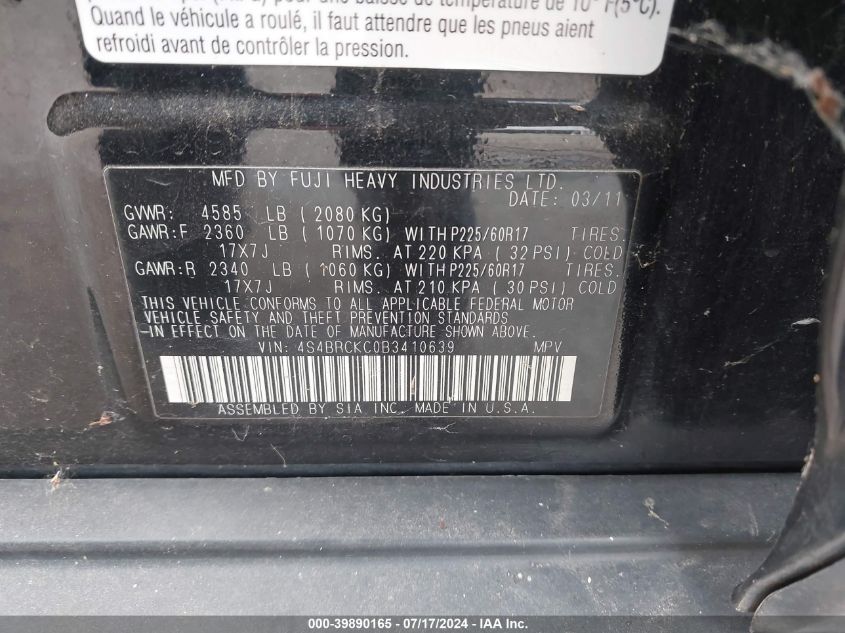 Quand le véhicule a roulé, il faut attendre que les pneus aient
refroidi avant de contrôler la pression.
MFD BY FUJI HEAVY INDUSTRIES LTD.
DATE: 03/11
GVWR: 4585 LB ( 2080 KG)
GAWR:F 2360 LB ( 1070 KG) WITH P225/60R17 TIRES.
17X7J RIMS. AT 220 KPA ( 32 PSI) COLD
GAWR:R 2340 LB ( 1060 KG) WITH P225/60R17 TIRES.
17X7J RIMS. AT 210 KPA ( 30 PSI) COLD
THIS VEHICLE CONFORMS TO ALL APPLICABLE FEDERAL MOTOR
VEHICLE SAFETY AND THEFT PREVENTION STANDARDS
-IN EFFECT ON THE DATE OF MANUFACTURE SHOWN ABOVE.
VIN: 4S4BRCKC0B3410639 MPV
ASSEMBLED BY SIA INC. MADE IN U.S.A.
000-39890165 - 07/17/2024 - IAA Inc.